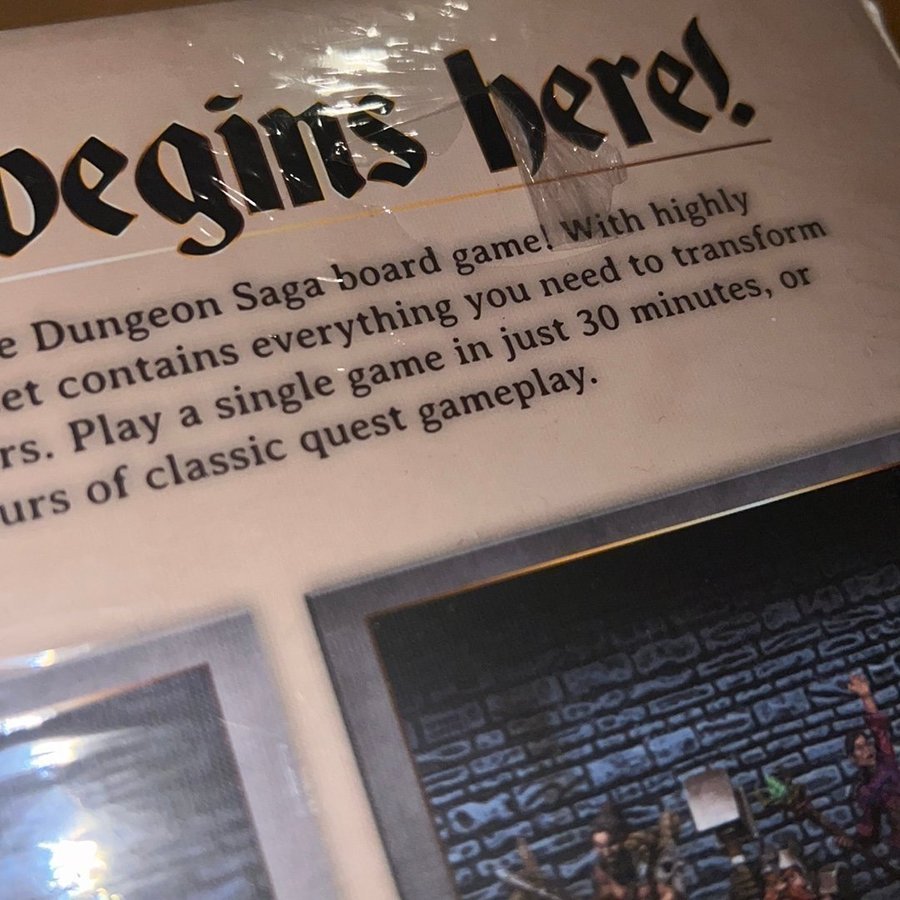 begins here!
e Dungeon Saga board game! With highly
et contains everything you need to transform
rs. Play a single game in just 30 minutes, or
urs of classic quest gameplay.